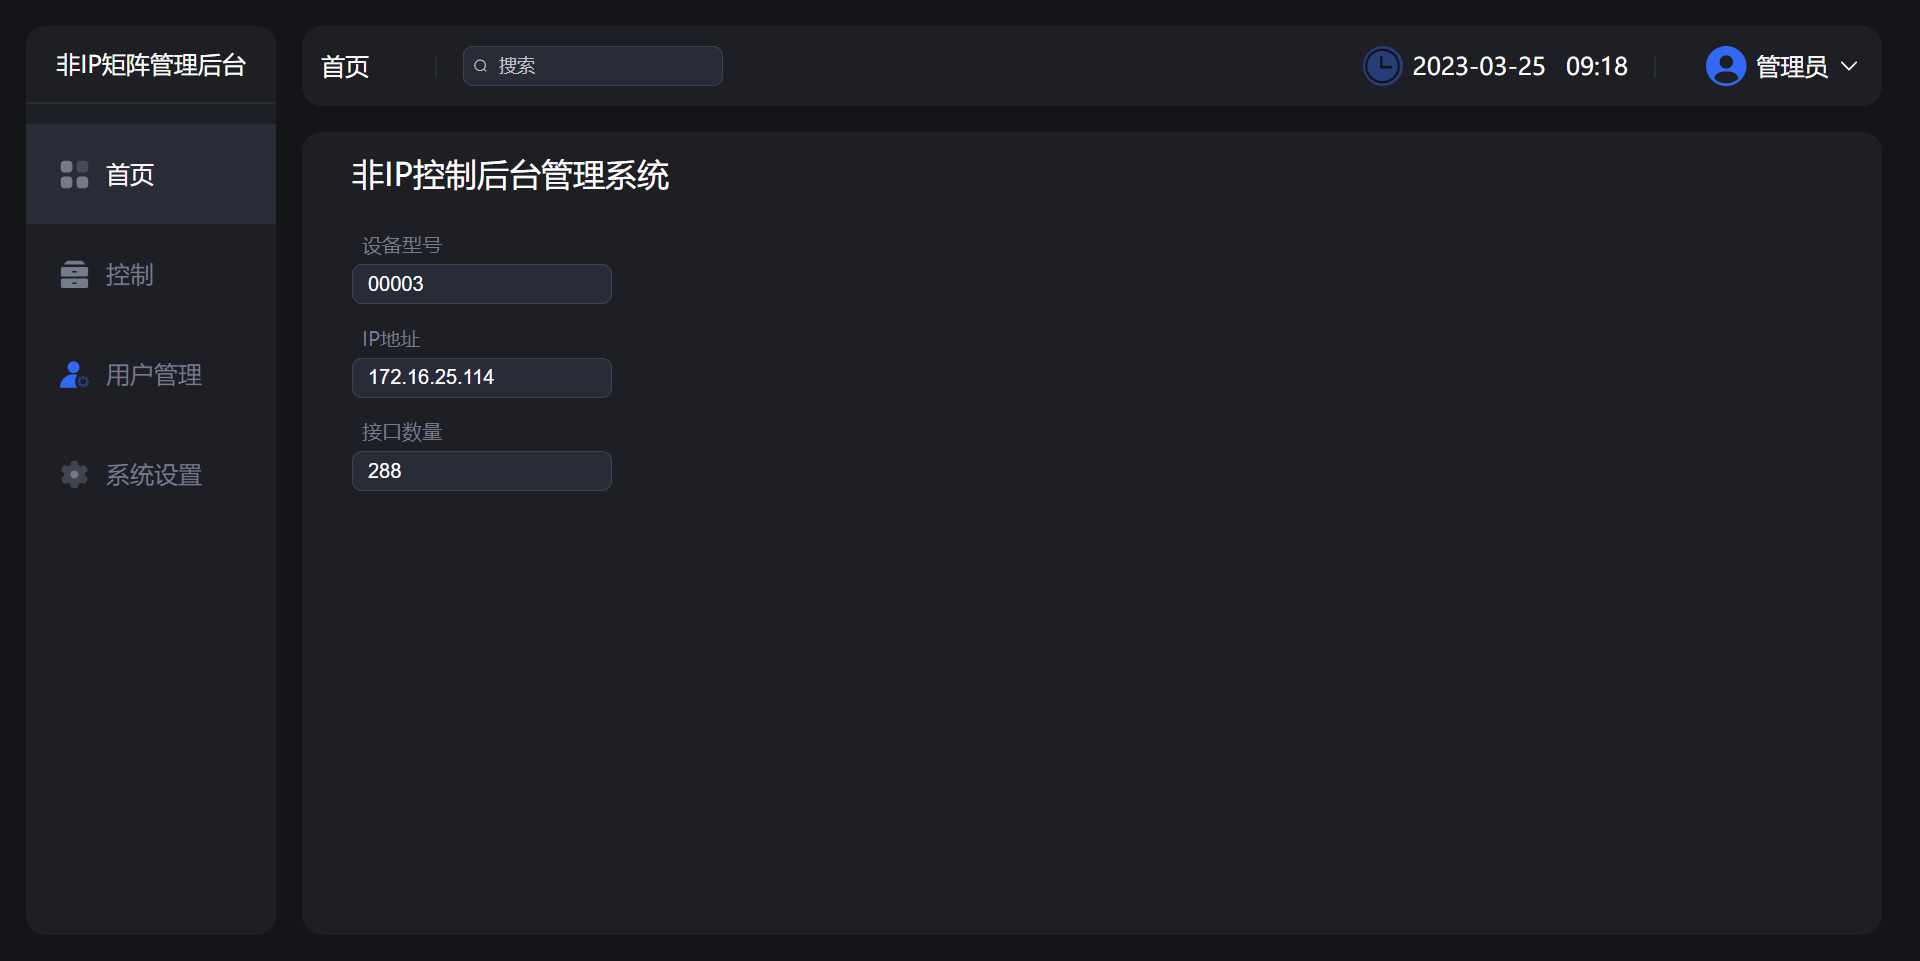 非IP矩阵管理后台
首页
控制
用户管理
系统设置
首页
搜索
2023-03-25 09:18
管理员
非IP控制后台管理系统
设备型号
00003
IP地址
172.16.25.114
接口数量
288